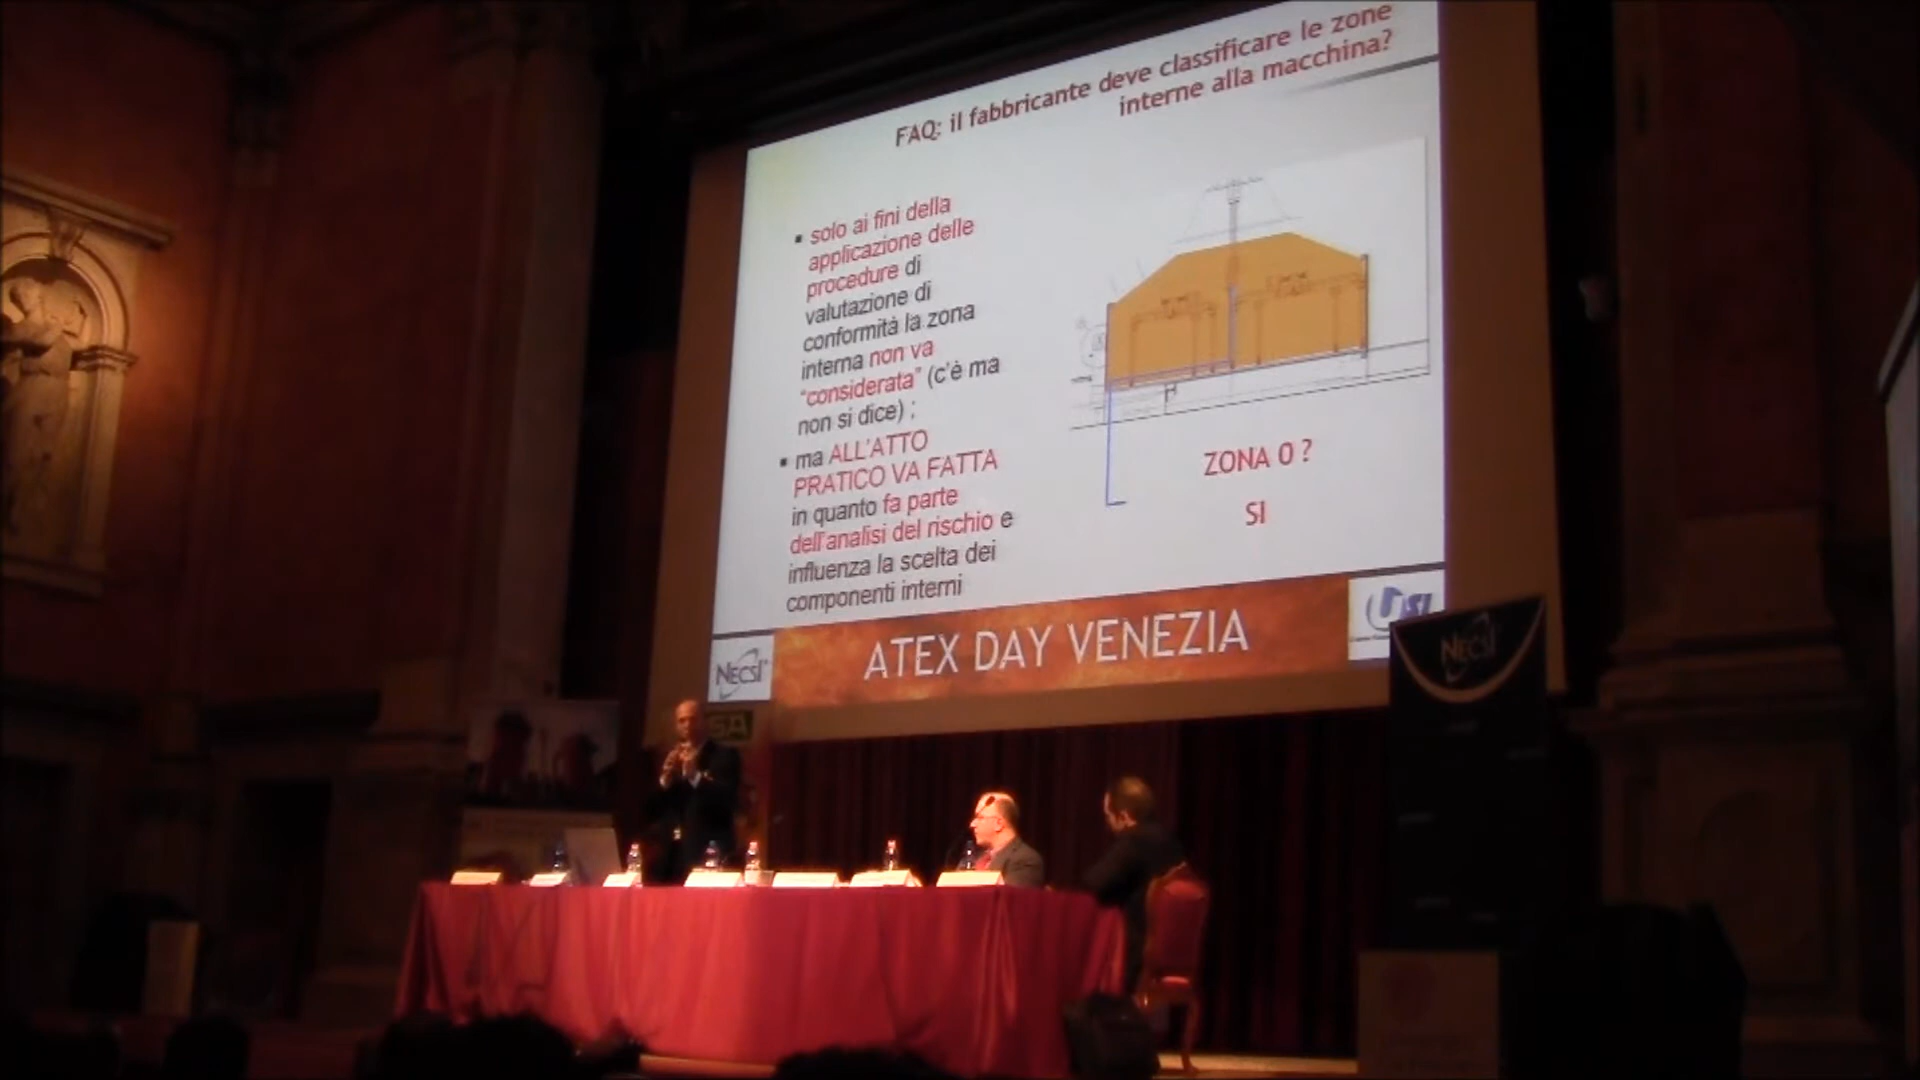 FAQ: il fabbricante deve classificare le zone
interne alla macchina?
▪ solo ai fini della
applicazione delle
procedure di
valutazione di
conformità la zona
interna non va
"considerata" (c'è ma
non si dice) ;
▪ ma ALL'ATTO
PRATICO VA FATTA
in quanto fa parte
dell'analisi del rischio e
influenza la scelta dei
componenti interni
ZONA 0 ?
SI
NECSI
ATEX DAY VENEZIA
NECSI
SA